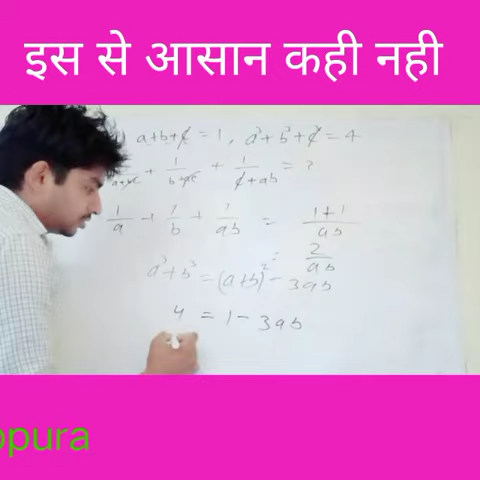 इस से आसान कही नही
a+b+c = 1, a³+b³+c³ = 4
1/a+bc + 1/b+ac + 1/c+ab = ?
1/a + 1/b + 1/ab = 1+1/ab
= 2/ab
a³+b³ = (a+b)² - 3ab
4 = 1 - 3ab
opura